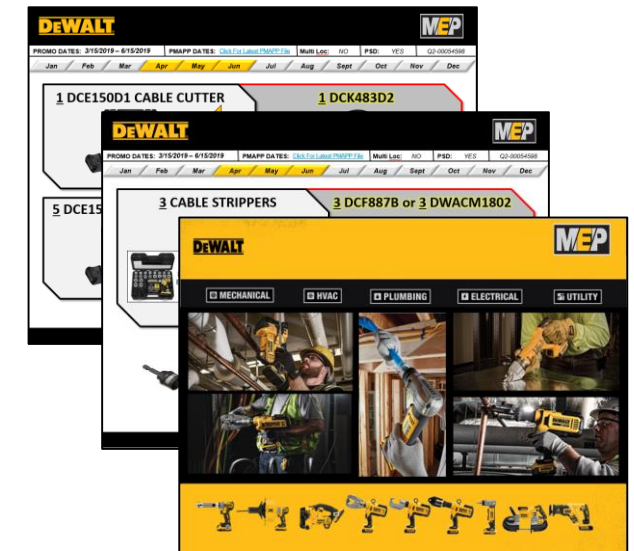 DEWALT
MEP
PROMO DATES: 3/15/2019 – 6/15/2019 PMAPP DATES: Click For Latest PMAPP File Multi Loc: NO PSD: YES Q2-00054598
Jan Feb Mar Apr May Jun Jul Aug Sept Oct Nov Dec
1 DCE150D1 CABLE CUTTER
1 DCK483D2
5 DCE15
DEWALT
MEP
PROMO DATES: 3/15/2019 – 6/15/2019 PMAPP DATES: Click For Latest PMAPP File Multi Loc: NO PSD: YES Q2-00054598
Jan Feb Mar Apr May Jun Jul Aug Sept Oct Nov Dec
3 CABLE STRIPPERS
3 DCF887B or 3 DWACM1802
DEWALT
MEP
MECHANICAL
HVAC
PLUMBING
ELECTRICAL
UTILITY